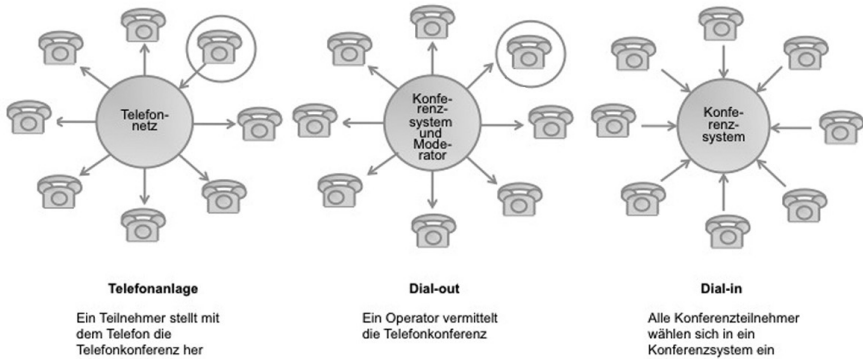 Telefon-
netz
Konfe-
renz-
system
und
Mode-
rator
Konfe-
renz-
system
Telefonanlage
Ein Teilnehmer stellt mit
dem Telefon die
Telefonkonferenz her
Dial-out
Ein Operator vermittelt
die Telefonkonferenz
Dial-in
Alle Konferenzteilnehmer
wählen sich in ein
Konferenzsystem ein